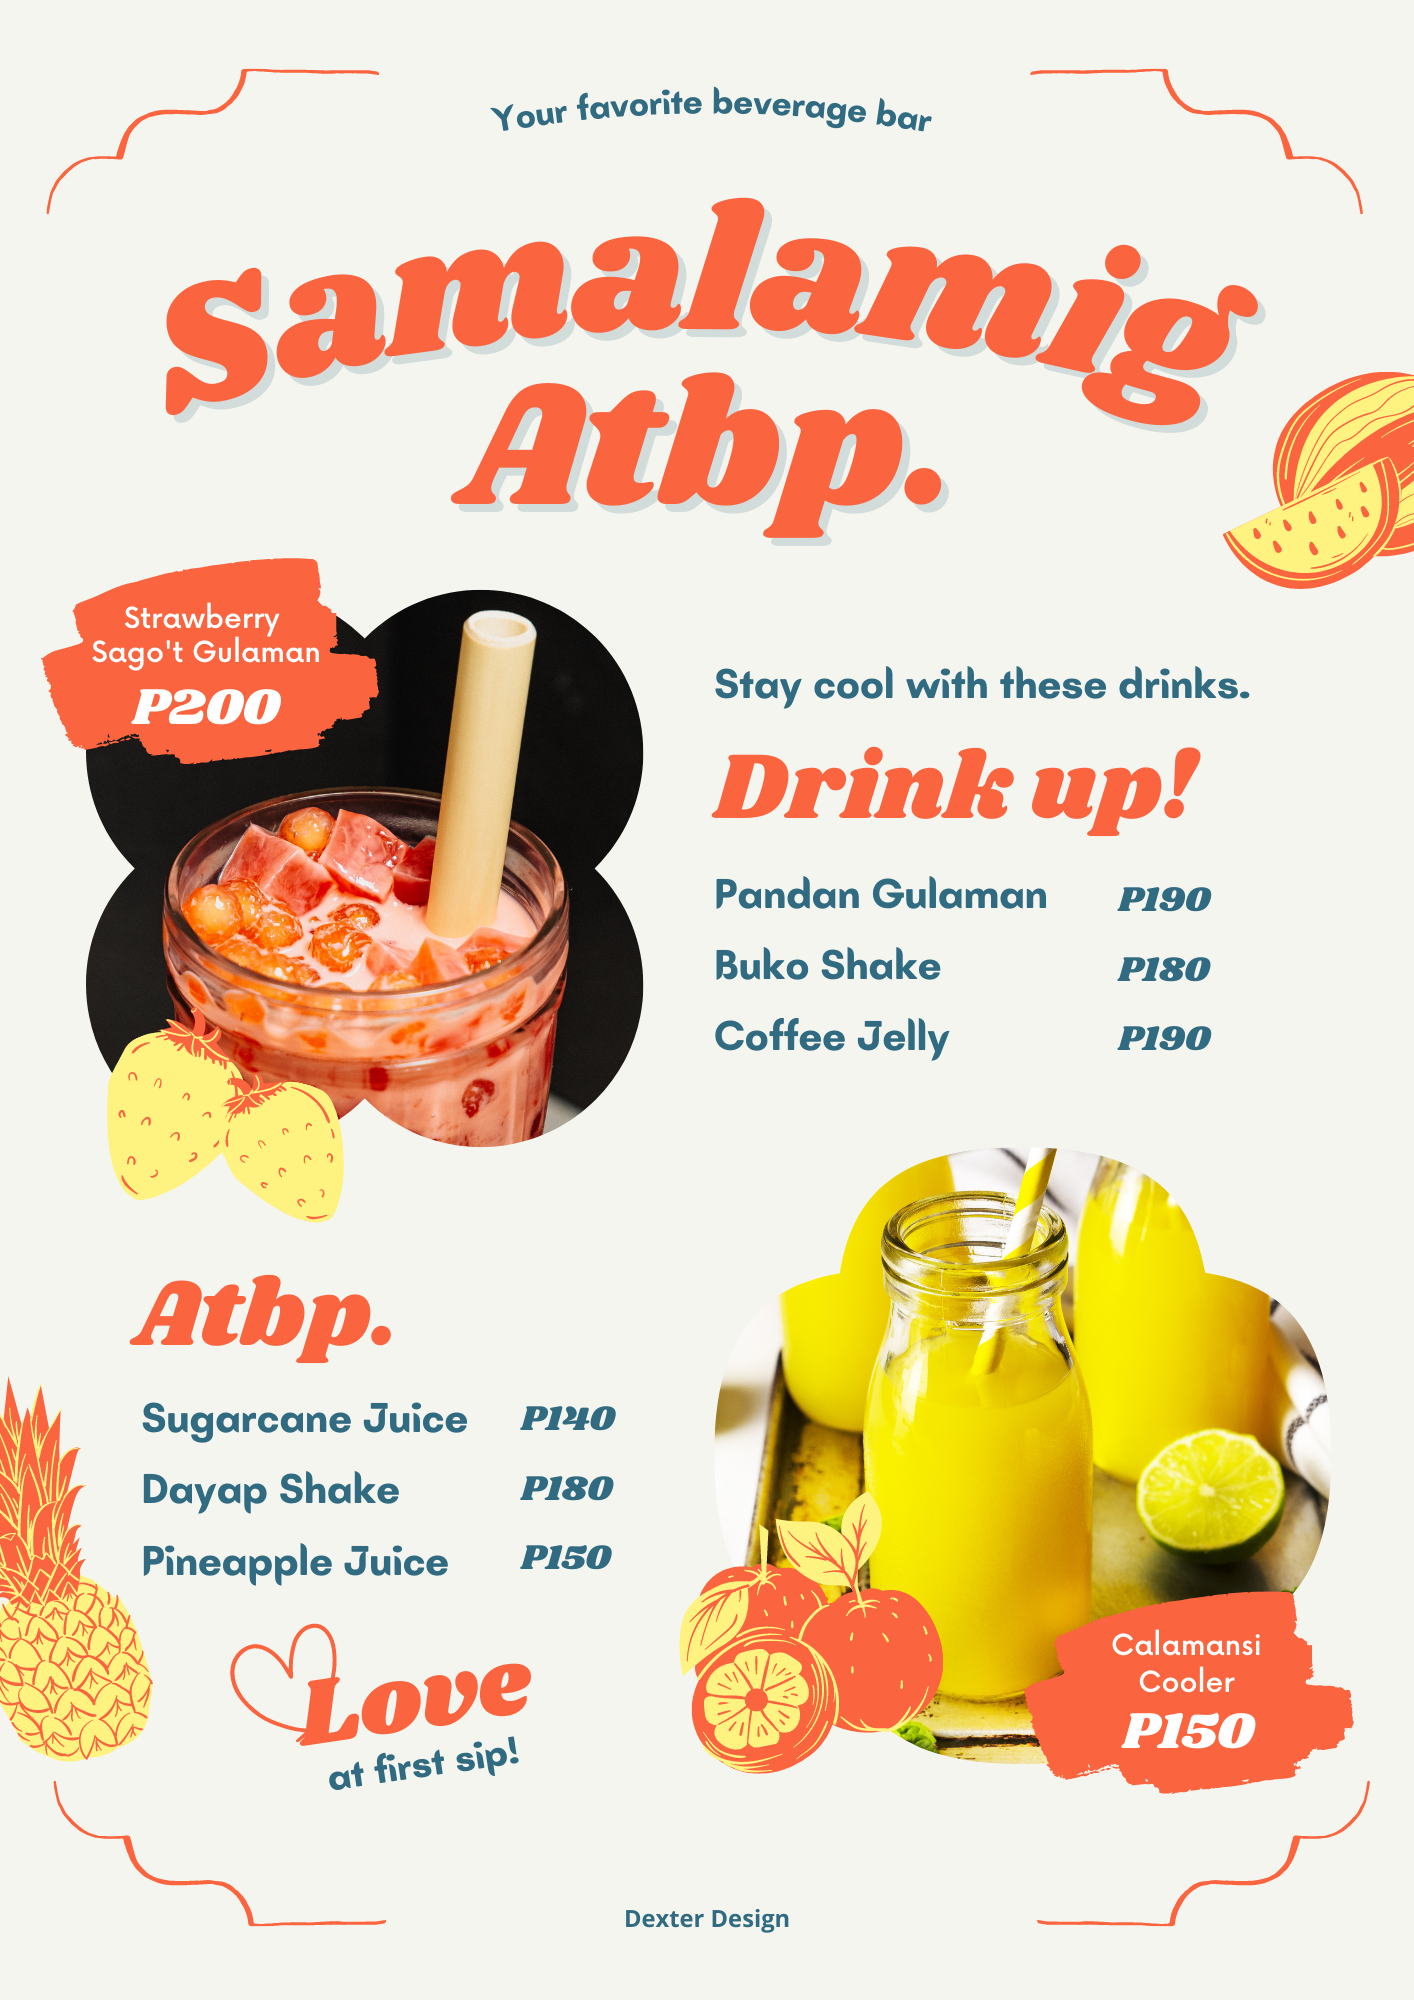 Your favorite beverage bar
Samalamig
Atbp.
Strawberry
Sago't Gulaman
P200
Stay cool with these drinks.
Drink up!
Pandan Gulaman P190
Buko Shake P180
Coffee Jelly P190
Atbp.
Sugarcane Juice P140
Dayap Shake P180
Pineapple Juice P150
Love
at first sip!
Calamansi
Cooler
P150
Dexter Design